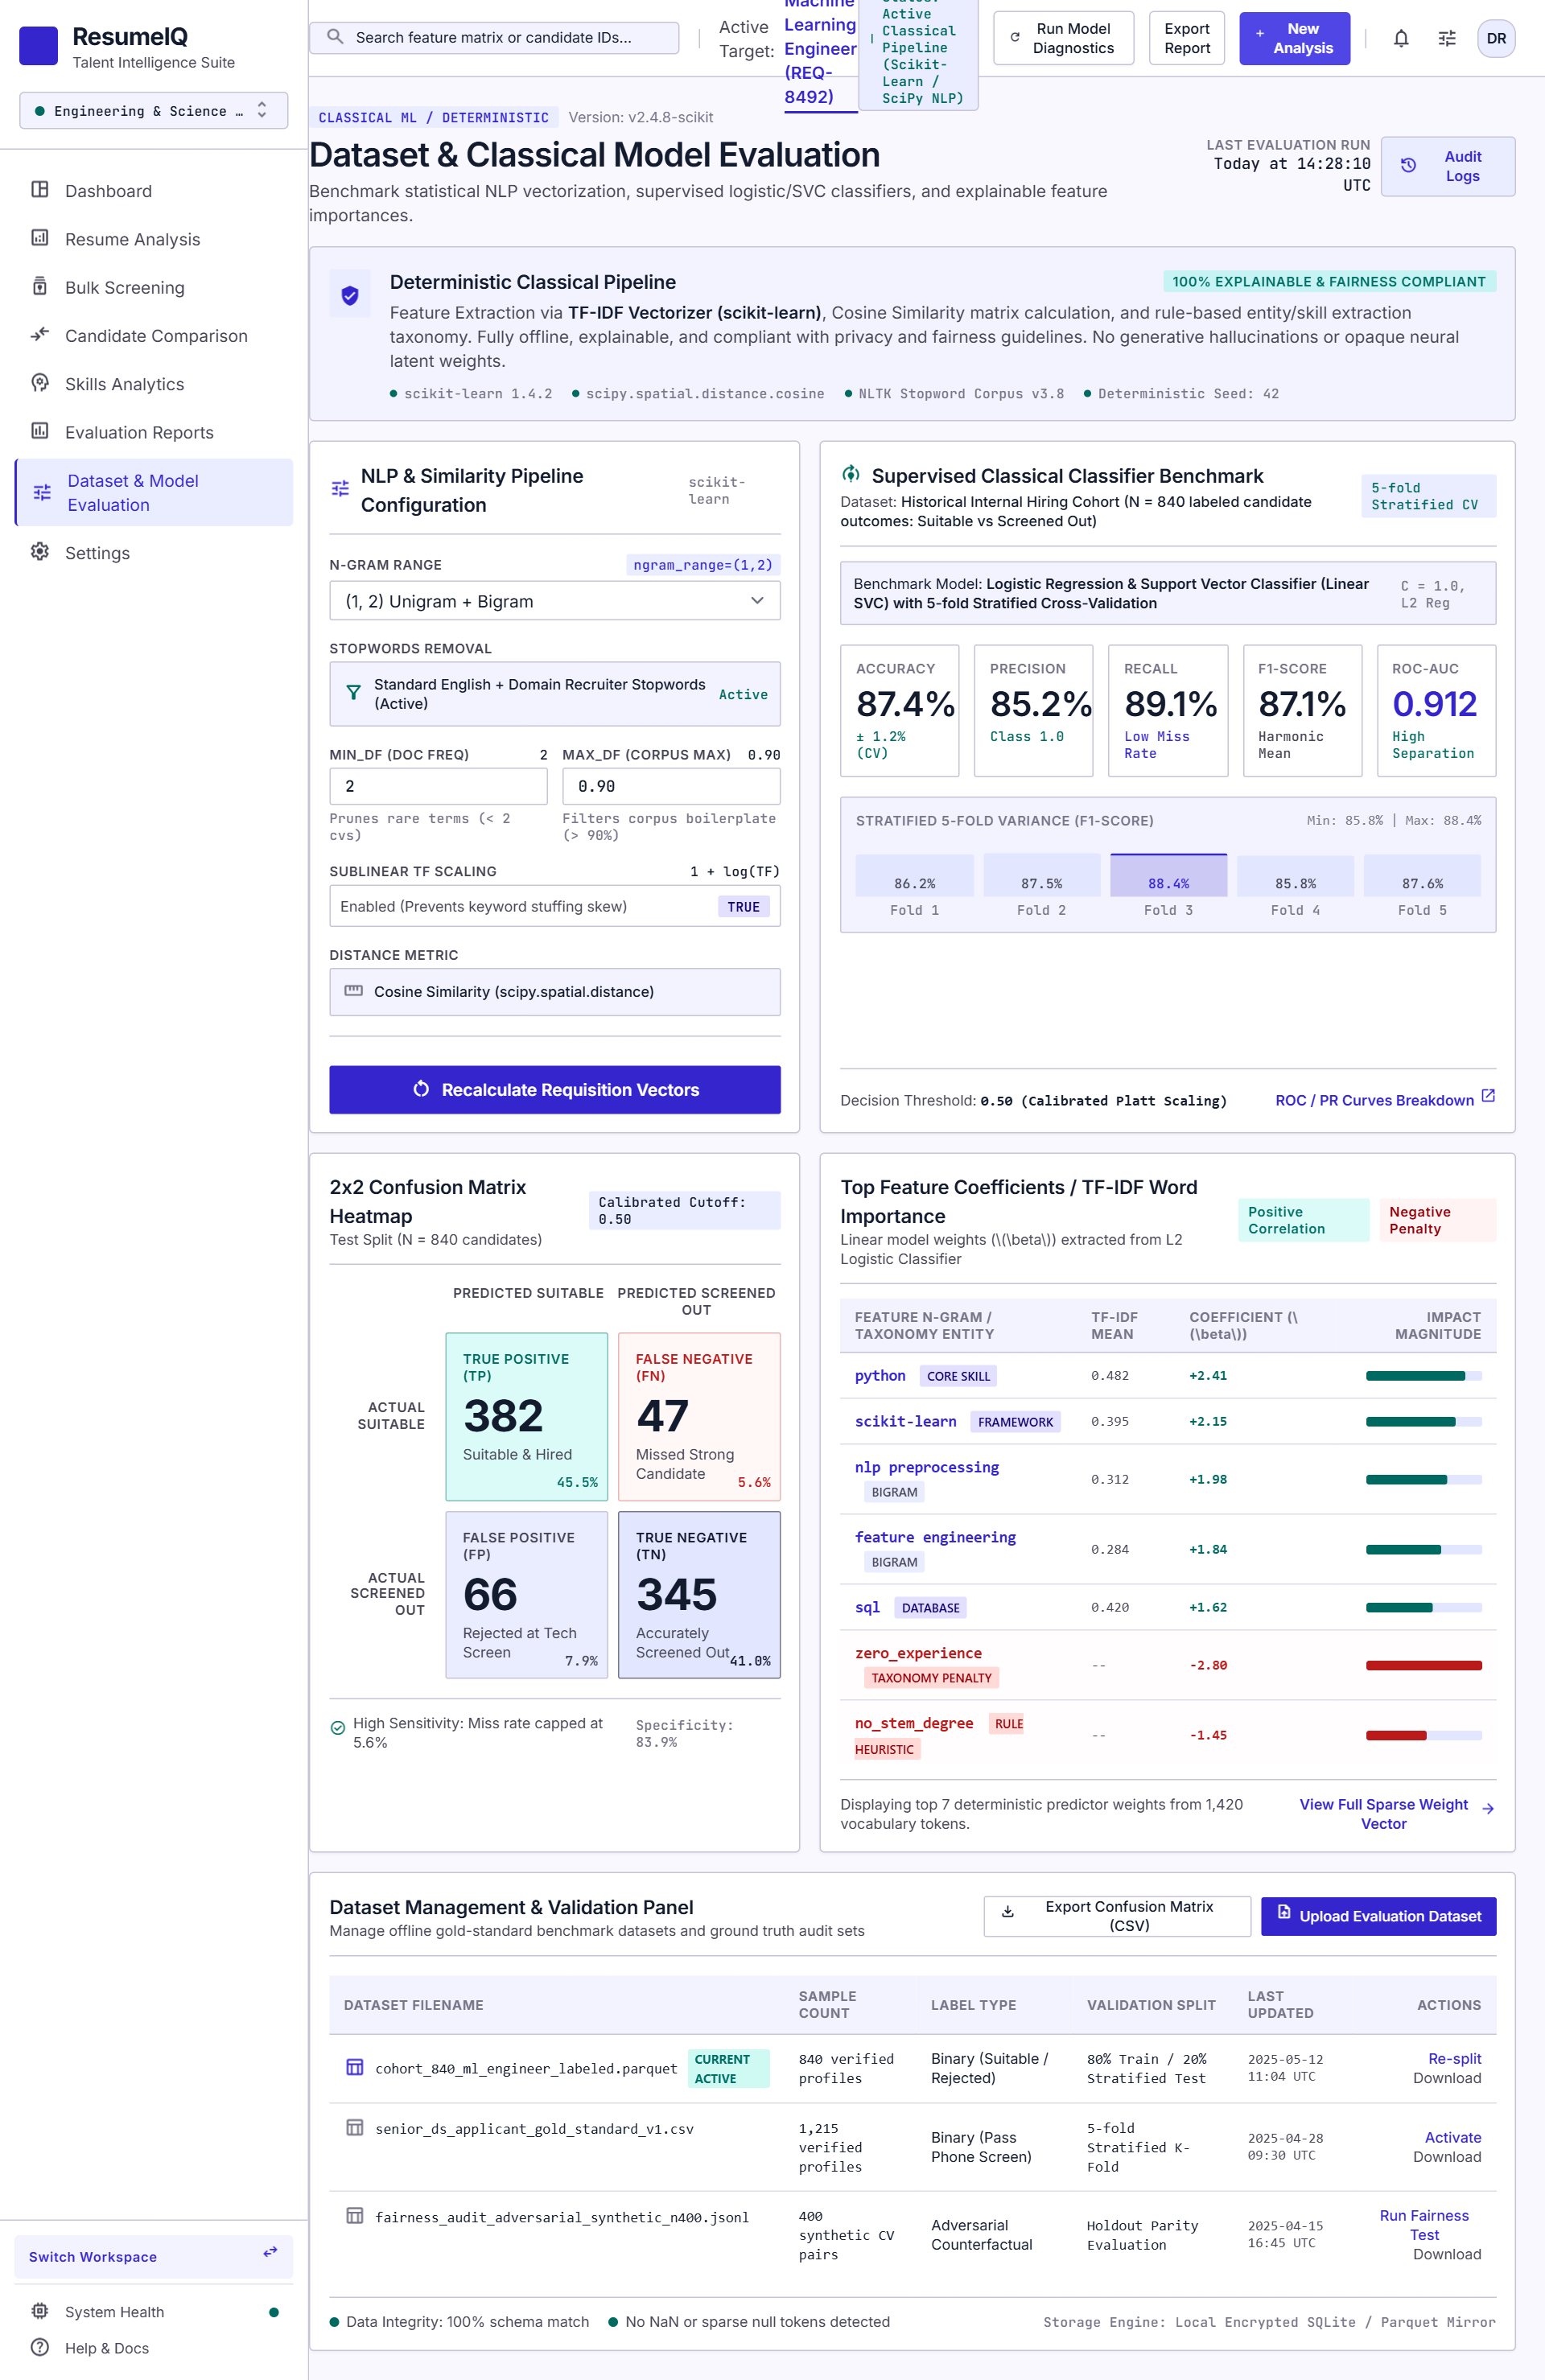 ResumeIQ
Talent Intelligence Suite
Engineering & Science …
Dashboard
Resume Analysis
Bulk Screening
Candidate Comparison
Skills Analytics
Evaluation Reports
Dataset & Model
Evaluation
Settings
Switch Workspace
System Health
Help & Docs
Search feature matrix or candidate IDs...
Active
Target:
Machine
Learning
Engineer
(REQ-
8492)
Active
Classical
Pipeline
(Scikit-
Learn /
SciPy NLP)
Run Model
Diagnostics
Export
Report
New
Analysis
DR
CLASSICAL ML / DETERMINISTIC
Version: v2.4.8-scikit
Dataset & Classical Model Evaluation
Benchmark statistical NLP vectorization, supervised logistic/SVC classifiers, and explainable feature
importances.
LAST EVALUATION RUN
Today at 14:28:10
UTC
Audit
Logs
Deterministic Classical Pipeline
100% EXPLAINABLE & FAIRNESS COMPLIANT
Feature Extraction via TF-IDF Vectorizer (scikit-learn), Cosine Similarity matrix calculation, and rule-based entity/skill extraction
taxonomy. Fully offline, explainable, and compliant with privacy and fairness guidelines. No generative hallucinations or opaque neural
latent weights.
scikit-learn 1.4.2
scipy.spatial.distance.cosine
NLTK Stopword Corpus v3.8
Deterministic Seed: 42
NLP & Similarity Pipeline
Configuration
scikit-
learn
N-GRAM RANGE
ngram_range=(1,2)
(1, 2) Unigram + Bigram
STOPWORDS REMOVAL
Standard English + Domain Recruiter Stopwords
(Active)
Active
MIN_DF (DOC FREQ)
2
MAX_DF (CORPUS MAX)
0.90
2
0.90
Prunes rare terms (< 2
cvs)
Filters corpus boilerplate
(> 90%)
SUBLINEAR TF SCALING
1 + log(TF)
Enabled (Prevents keyword stuffing skew)
TRUE
DISTANCE METRIC
Cosine Similarity (scipy.spatial.distance)
Recalculate Requisition Vectors
Supervised Classical Classifier Benchmark
Dataset: Historical Internal Hiring Cohort (N = 840 labeled candidate
outcomes: Suitable vs Screened Out)
5-fold
Stratified CV
Benchmark Model: Logistic Regression & Support Vector Classifier (Linear
SVC) with 5-fold Stratified Cross-Validation
C = 1.0,
L2 Reg
ACCURACY
87.4%
± 1.2%
(CV)
PRECISION
85.2%
Class 1.0
RECALL
89.1%
Low Miss
Rate
F1-SCORE
87.1%
Harmonic
Mean
ROC-AUC
0.912
High
Separation
STRATIFIED 5-FOLD VARIANCE (F1-SCORE)
Min: 85.8% | Max: 88.4%
86.2%
87.5%
88.4%
85.8%
87.6%
Fold 1
Fold 2
Fold 3
Fold 4
Fold 5
Decision Threshold: 0.50 (Calibrated Platt Scaling)
ROC / PR Curves Breakdown
2x2 Confusion Matrix
Heatmap
Test Split (N = 840 candidates)
Calibrated Cutoff:
0.50
PREDICTED SUITABLE
PREDICTED SCREENED
OUT
ACTUAL
SUITABLE
TRUE POSITIVE
(TP)
382
Suitable & Hired
45.5%
FALSE NEGATIVE
(FN)
47
Missed Strong
Candidate
5.6%
ACTUAL
SCREENED
OUT
FALSE POSITIVE
(FP)
66
Rejected at Tech
Screen
7.9%
TRUE NEGATIVE
(TN)
345
Accurately
Screened Out
41.0%
High Sensitivity: Miss rate capped at
5.6%
Specificity:
83.9%
Top Feature Coefficients / TF-IDF Word
Importance
Linear model weights (\(\beta\)) extracted from L2
Logistic Classifier
Positive
Correlation
Negative
Penalty
FEATURE N-GRAM /
TAXONOMY ENTITY
TF-IDF
MEAN
COEFFICIENT (\
(\beta\))
IMPACT
MAGNITUDE
python CORE SKILL 0.482 +2.41
scikit-learn FRAMEWORK 0.395 +2.15
nlp preprocessing
BIGRAM
0.312 +1.98
feature engineering
BIGRAM
0.284 +1.84
sql DATABASE 0.420 +1.62
zero_experience
TAXONOMY PENALTY
-- -2.80
no_stem_degree RULE
HEURISTIC
-- -1.45
Displaying top 7 deterministic predictor weights from 1,420
vocabulary tokens.
View Full Sparse Weight
Vector
Dataset Management & Validation Panel
Manage offline gold-standard benchmark datasets and ground truth audit sets
Export Confusion Matrix
(CSV)
Upload Evaluation Dataset
DATASET FILENAME
SAMPLE
COUNT
LABEL TYPE
VALIDATION SPLIT
LAST
UPDATED
ACTIONS
cohort_840_ml_engineer_labeled.parquet
CURRENT
ACTIVE
840 verified
profiles
Binary (Suitable /
Rejected)
80% Train / 20%
Stratified Test
2025-05-12
11:04 UTC
Re-split
Download
senior_ds_applicant_gold_standard_v1.csv
1,215
verified
profiles
Binary (Pass
Phone Screen)
5-fold
Stratified K-
Fold
2025-04-28
09:30 UTC
Activate
Download
fairness_audit_adversarial_synthetic_n400.jsonl
400
synthetic CV
pairs
Adversarial
Counterfactual
Holdout Parity
Evaluation
2025-04-15
16:45 UTC
Run Fairness
Test
Download
Data Integrity: 100% schema match
No NaN or sparse null tokens detected
Storage Engine: Local Encrypted SQLite / Parquet Mirror